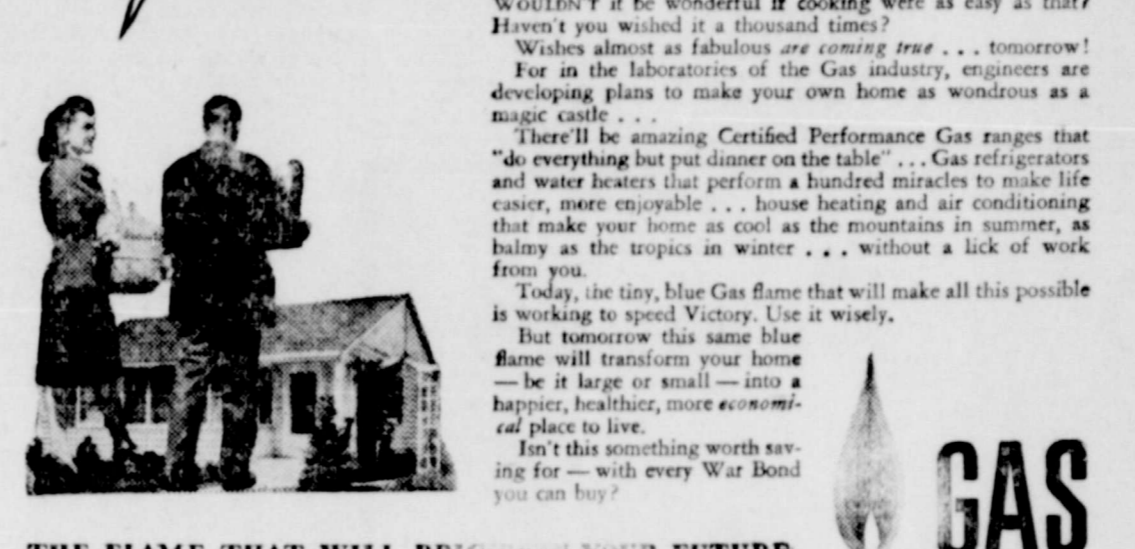 WOULDN'T it be wonderful if cooking were as easy as that?
Haven't you wished it a thousand times?
Wishes almost as fabulous are coming true . . . tomorrow!
For in the laboratories of the Gas industry, engineers are
developing plans to make your own home as wondrous as a
magic castle . . .
There'll be amazing Certified Performance Gas ranges that
"do everything but put dinner on the table" . . . Gas refrigerators
and water heaters that perform a hundred miracles to make life
easier, more enjoyable . . . house heating and air conditioning
that make your home as cool as the mountains in summer, as
balmy as the tropics in winter . . . without a lick of work
from you.
Today, the tiny, blue Gas flame that will make all this possible
is working to speed Victory. Use it wisely.
But tomorrow this same blue
flame will transform your home
— be it large or small — into a
happier, healthier, more economi-
cal place to live.
Isn't this something worth sav-
ing for — with every War Bond
you can buy?
GAS
THE FLAME THAT WILL YOUR FUTURE